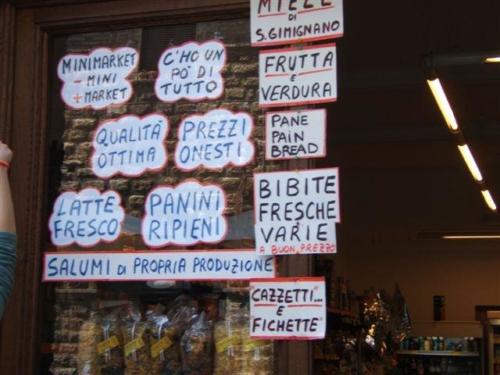 MINIMARKET
- MINI
+ MARKET
C'HO UN
PO' DI
TUTTO
QUALITÀ
OTTIMA
PREZZI
ONESTI
LATTE
FRESCO
PANINI
RIPIENI
SALUMI DI PROPRIA PRODUZIONE
MIELE
DI
S. GIMIGNANO
FRUTTA
E
VERDURA
PANE
PAIN
BREAD
BIBITE
FRESCHE
VARIE
A BUON PREZZO
CAZZETTI...
E
FICHETTE